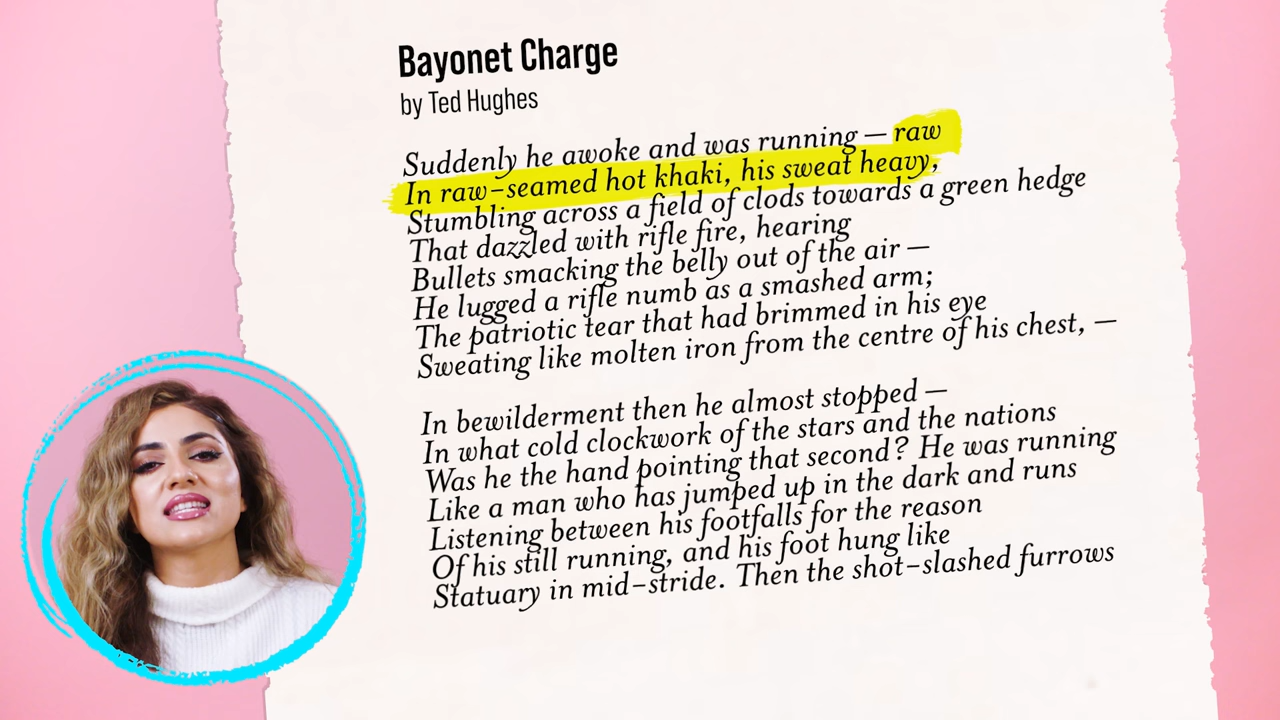 Bayonet Charge
by Ted Hughes
Suddenly he awoke and was running – raw
In raw-seamed hot khaki, his sweat heavy,
Stumbling across a field of clods towards a green hedge
That dazzled with rifle fire, hearing
Bullets smacking the belly out of the air –
He lugged a rifle numb as a smashed arm;
The patriotic tear that had brimmed in his eye
Sweating like molten iron from the centre of his chest, –
In bewilderment then he almost stopped –
In what cold clockwork of the stars and the nations
Was he the hand pointing that second? He was running
Like a man who has jumped up in the dark and runs
Listening between his footfalls for the reason
Of his still running, and his foot hung like
Statuary in mid-stride. Then the shot-slashed furrows